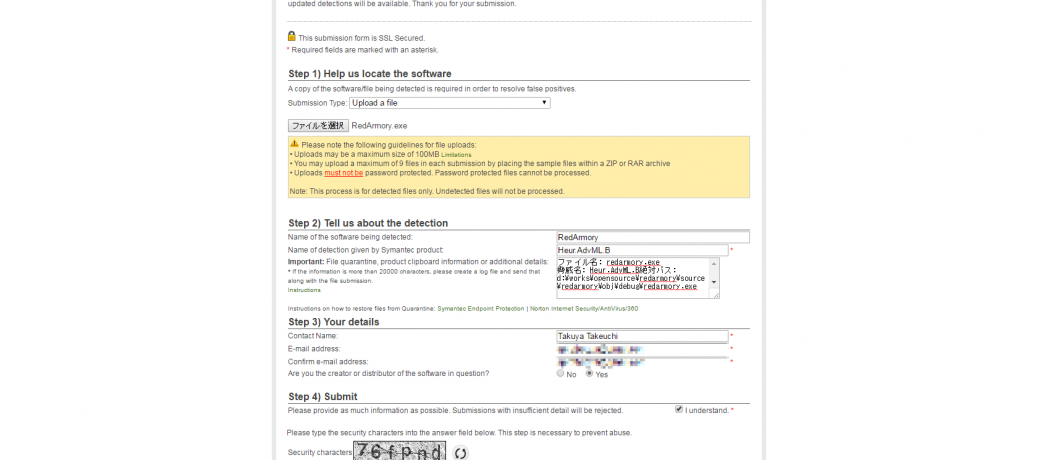 updated detections will be available. Thank you for your submission.
This submission form is SSL Secured.
* Required fields are marked with an asterisk.
Step 1) Help us locate the software
A copy of the software/file being detected is required in order to resolve false positives.
Submission Type: Upload a file
ファイルを選択 RedArmory.exe
Please note the following guidelines for file uploads:
• Uploads may be a maximum size of 100MB Limitations
• You may upload a maximum of 9 files in each submission by placing the sample files within a ZIP or RAR archive
• Uploads must not be password protected. Password protected files cannot be processed.
Note: This process is for detected files only. Undetected files will not be processed.
Step 2) Tell us about the detection
Name of the software being detected: RedArmory
Name of detection given by Symantec product: Heur.AdvML.B *
Important: File quarantine, product clipboard information or additional details:
* If the information is more than 20000 characters, please create a log file and send that
along with the file submission.
Instructions
ファイル名: redarmory.exe
脅威名: Heur.AdvML.B絶対パス:
d:¥works¥opensource¥redarmory¥source
¥redarmory¥obj¥debug¥redarmory.exe
Instructions on how to restore files from Quarantine: Symantec Endpoint Protection | Norton Internet Security/AntiVirus/360
Step 3) Your details
Contact Name: Takuya Takeuchi *
E-mail address: *
Confirm e-mail address: *
Are you the creator or distributor of the software in question? No Yes
Step 4) Submit
Please provide as much information as possible. Submissions with insufficient detail will be rejected. I understand. *
Please type the security characters into the answer field below. This step is necessary to prevent abuse.
Security characters 76fpnd